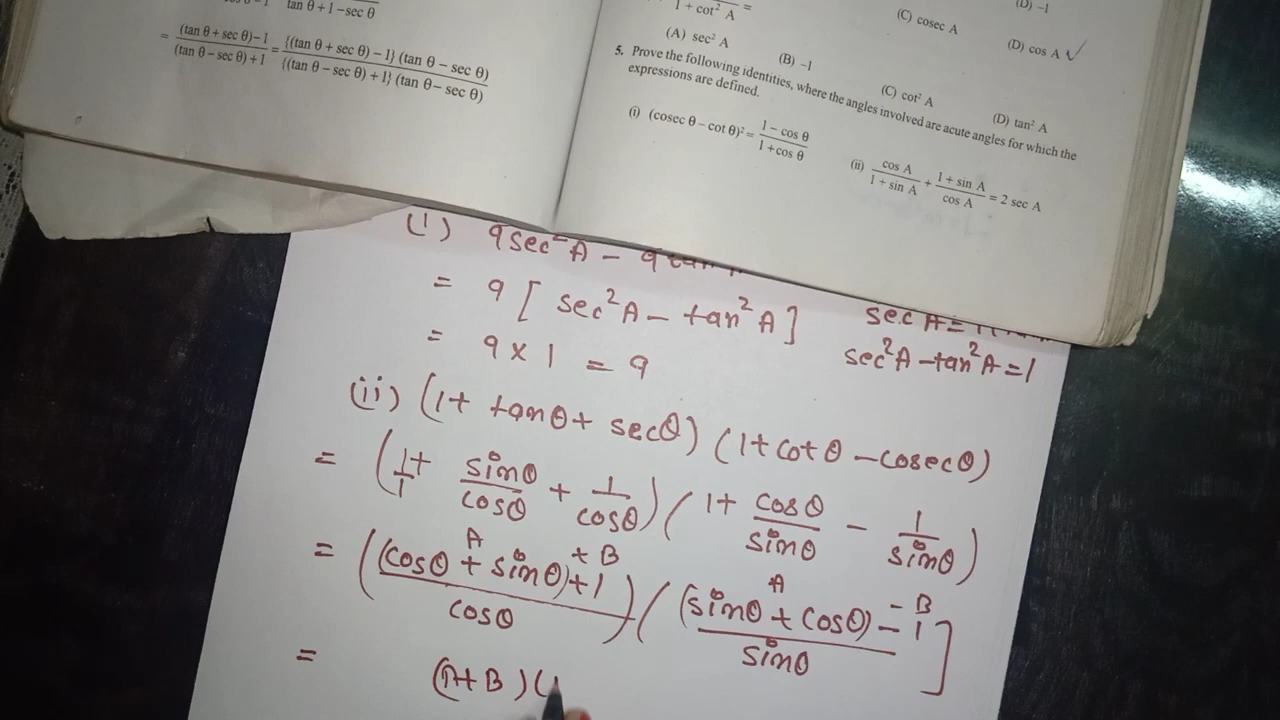 tan θ+1−sec θ
= (tan θ+sec θ)−1 / (tan θ−sec θ)+1 = {(tan θ+sec θ)−1} (tan θ−sec θ) / {(tan θ−sec θ)+1} (tan θ−sec θ)
1 + cot² A =
(A) sec² A (B) −1 (C) cot² A (D) tan² A
(C) cosec A (D) cos A ✓
(D) −1
5. Prove the following identities, where the angles involved are acute angles for which the
expressions are defined.
(i) (cosec θ − cot θ)² = 1 − cos θ / 1 + cos θ (ii) cos A / 1 + sin A + 1 + sin A / cos A = 2 sec A
(i) 9sec²A − 9
= 9 [ sec²A − tan²A ]
= 9 × 1 = 9
sec²A − tan²A = 1
(ii) (1 + tanθ + secθ) (1 + cotθ − cosecθ)
= (1/1 + sinθ/cosθ + 1/cosθ) (1 + cosθ/sinθ − 1/sinθ)
A + B A − B
= ((cosθ + sinθ) + 1 / cosθ) ((sinθ + cosθ) − 1 / sinθ]
= (A+B) (